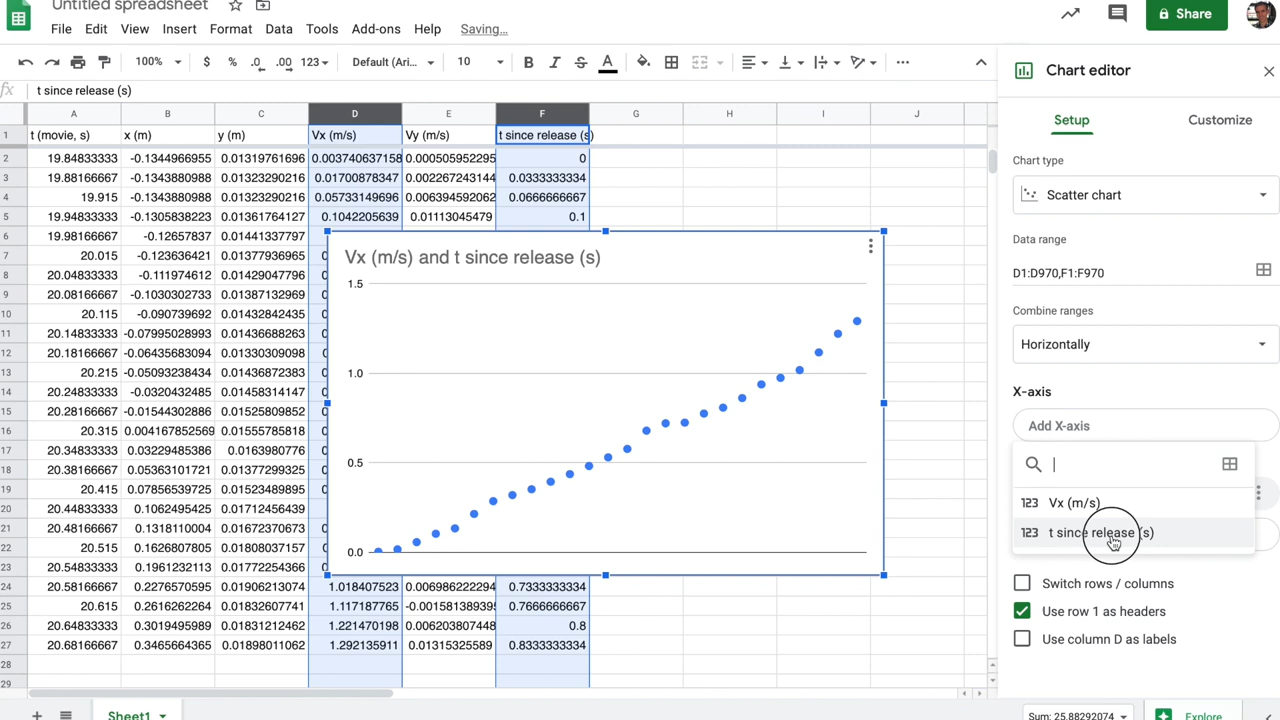 Untitled spreadsheet
File Edit View Insert Format Data Tools Add-ons Help Saving...
Share
100% $ % .0 .00 123 Default (Ari... 10 B I S A
fx t since release (s)
A B C D E F G H I J
1 t (movie, s) x (m) y (m) Vx (m/s) Vy (m/s) t since release (s)
2 19.84833333 -0.1344966955 0.01319761696 0.003740637158 0.000505952295 0
3 19.88166667 -0.1343880988 0.01323290216 0.01700878347 0.002267243144 0.0333333334
4 19.915 -0.1343880988 0.01323290216 0.05733149696 0.006394592062 0.0666666667
5 19.94833333 -0.1305838223 0.01361764127 0.1042205639 0.01113045479 0.1
6 19.98166667 -0.12657837 0.01441337797
7 20.015 -0.123636421 0.01377936965
8 20.04833333 -0.111974612 0.01429047796
9 20.08166667 -0.1030302733 0.01387132969
10 20.115 -0.090739692 0.01432842435
11 20.14833333 -0.07995028993 0.01436688263
12 20.18166667 -0.06435683094 0.01330309098
13 20.215 -0.05093238434 0.01436872383
14 20.24833333 -0.0320432485 0.01458314147
15 20.28166667 -0.01544302886 0.01525809852
16 20.315 0.004167852569 0.01555785818
17 20.34833333 0.03229485386 0.0163980776
18 20.38166667 0.05363101721 0.01377299325
19 20.415 0.07856539725 0.01523489895
20 20.44833333 0.1062495425 0.01712456439
21 20.48166667 0.1318110004 0.01672370673
22 20.515 0.1626807805 0.01808037157
23 20.54833333 0.1961232113 0.01772254366
24 20.58166667 0.2276570595 0.01906213074 1.018407523 0.006986222294 0.7333333334
25 20.615 0.2616262264 0.01832607741 1.117187765 -0.001581389395 0.7666666667
26 20.64833333 0.3019495989 0.01831212462 1.221470198 0.006203807448 0.8
27 20.68166667 0.3465664365 0.01898011062 1.292135911 0.01315325589 0.8333333334
28
29
Vx (m/s) and t since release (s)
1.5
1.0
0.5
0.0
Chart editor
Setup Customize
Chart type
Scatter chart
Data range
D1:D970,F1:F970
Combine ranges
Horizontally
X-axis
Add X-axis
123 Vx (m/s)
123 t since release (s)
Switch rows / columns
Use row 1 as headers
Use column D as labels
Sheet1
Sum: 25.88292074
Explore